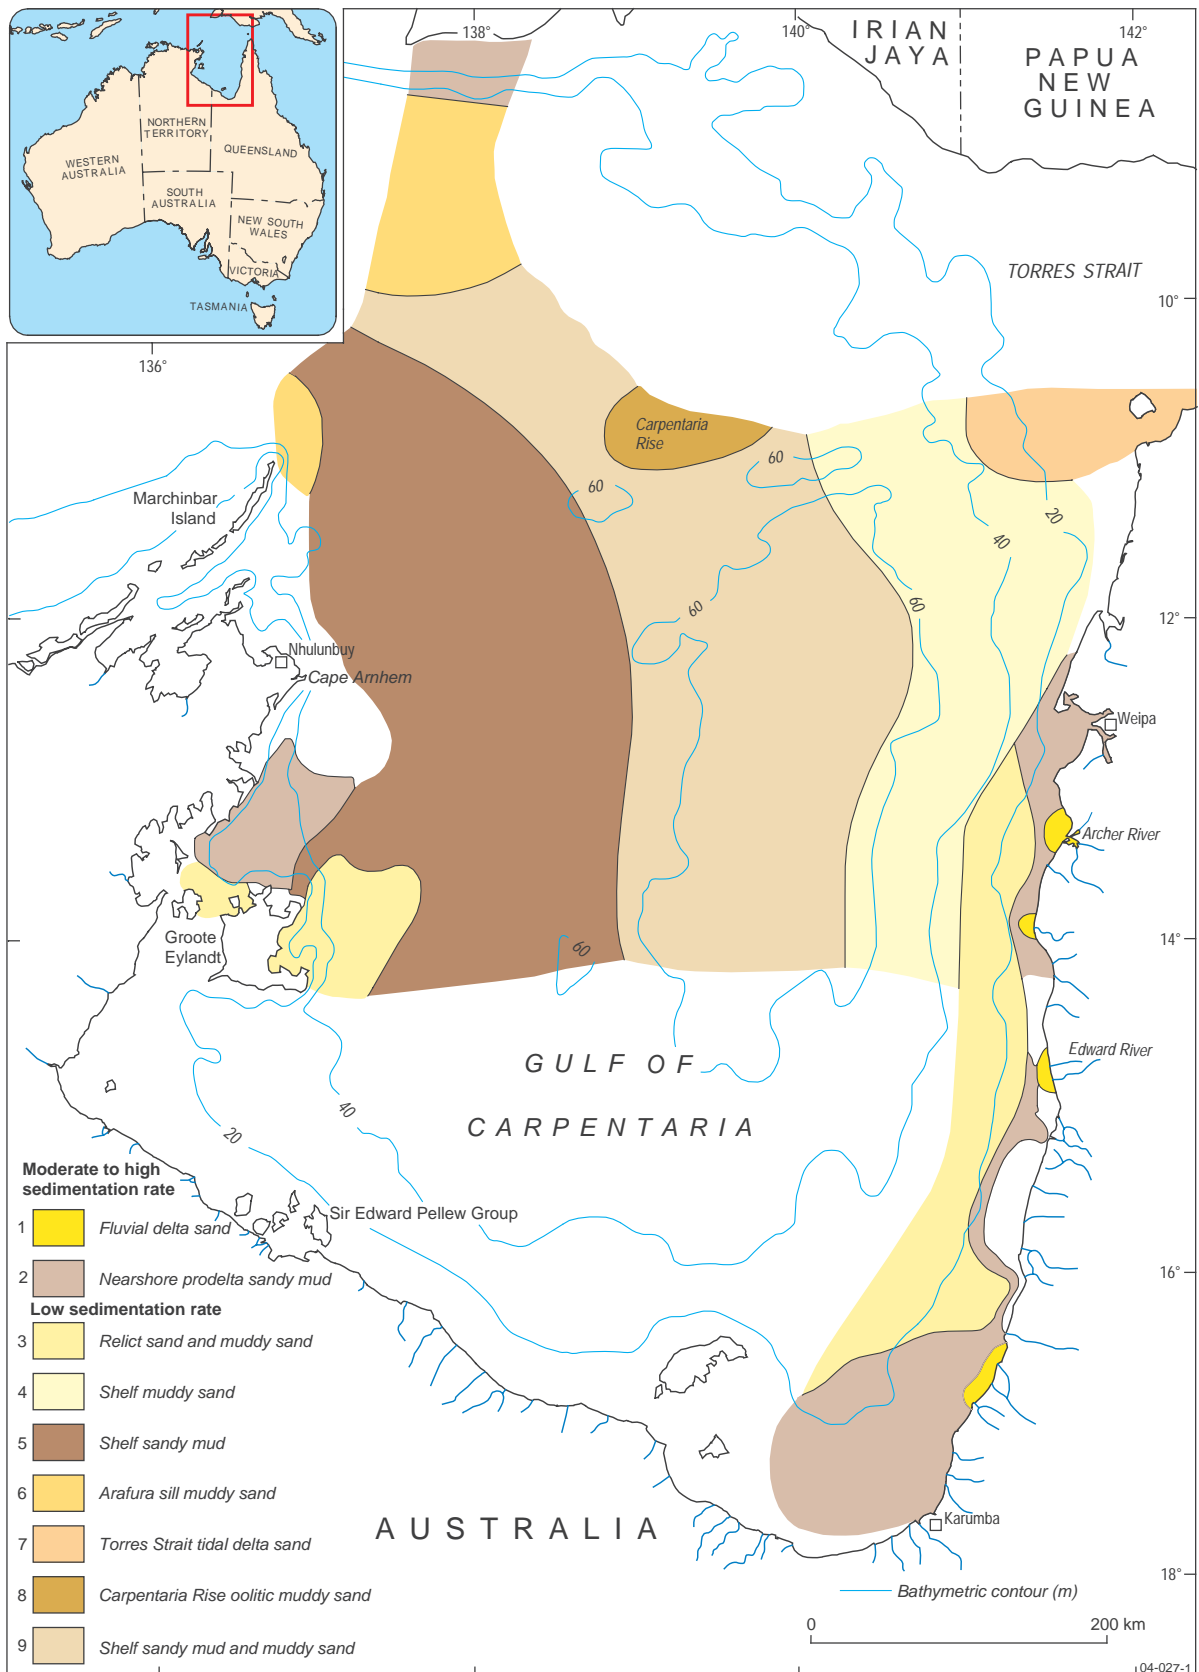 138°
140°
142°
IRIAN
JAYA
PAPUA
NEW
GUINEA
NORTHERN
TERRITORY
QUEENSLAND
WESTERN
AUSTRALIA
SOUTH
AUSTRALIA
NEW SOUTH
WALES
VICTORIA
TASMANIA
TORRES STRAIT
10°
136°
Carpentaria
Rise
60
60
Marchinbar
Island
20
40
60
60
12°
Nhulunbuy
Cape Arnhem
Weipa
Archer River
Groote
Eylandt
60
14°
GULF OF
CARPENTARIA
Edward River
40
20
Moderate to high
sedimentation rate
1 Fluvial delta sand
Sir Edward Pellew Group
2 Nearshore prodelta sandy mud
16°
Low sedimentation rate
3 Relict sand and muddy sand
4 Shelf muddy sand
5 Shelf sandy mud
6 Arafura sill muddy sand
AUSTRALIA
Karumba
7 Torres Strait tidal delta sand
18°
8 Carpentaria Rise oolitic muddy sand
Bathymetric contour (m)
0 200 km
9 Shelf sandy mud and muddy sand
04-027-1